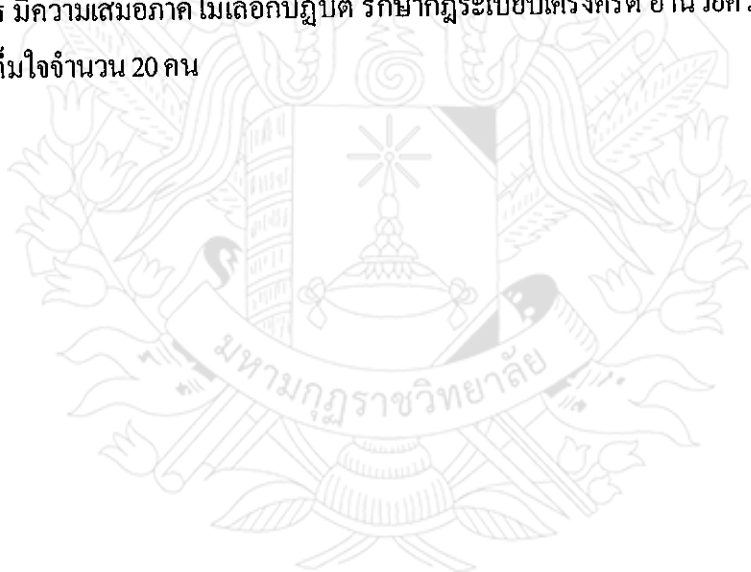 มีความเสมอภาค ไม่เลือกปฏิบัติ รักษากฎระเบียบเคร่งครัด
ใจจำนวน 20 คน
มหามกุฏราชวิทยาลัย